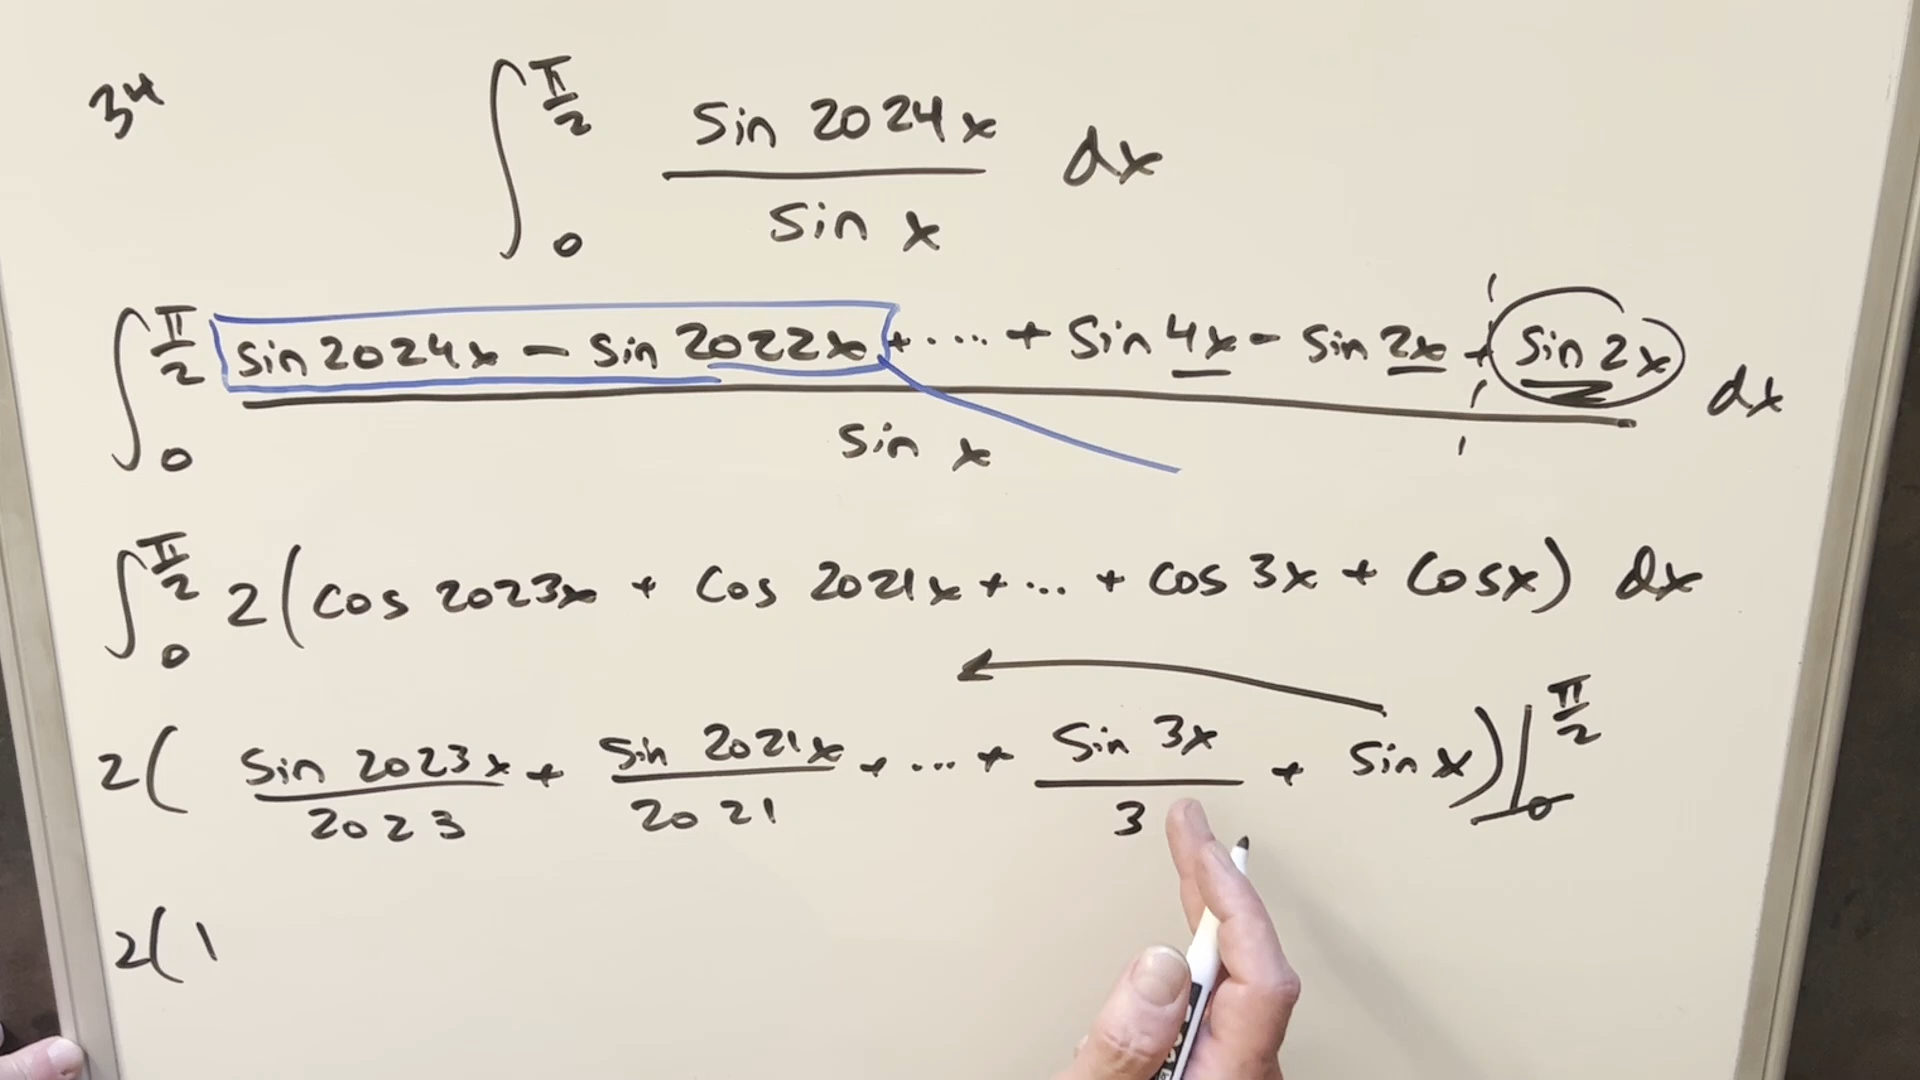 34 ∫₀^(π/2) (sin 2024x)/(sin x) dx
∫₀^(π/2) (sin 2024x − sin 2022x + .... + sin 4x − sin 2x + sin 2x)/(sin x) dx
∫₀^(π/2) 2(cos 2023x + cos 2021x + ... + cos 3x + cos x) dx
2( (sin 2023x)/2023 + (sin 2021x)/2021 + ... + (sin 3x)/3 + sin x)|₀^(π/2)
2( 1